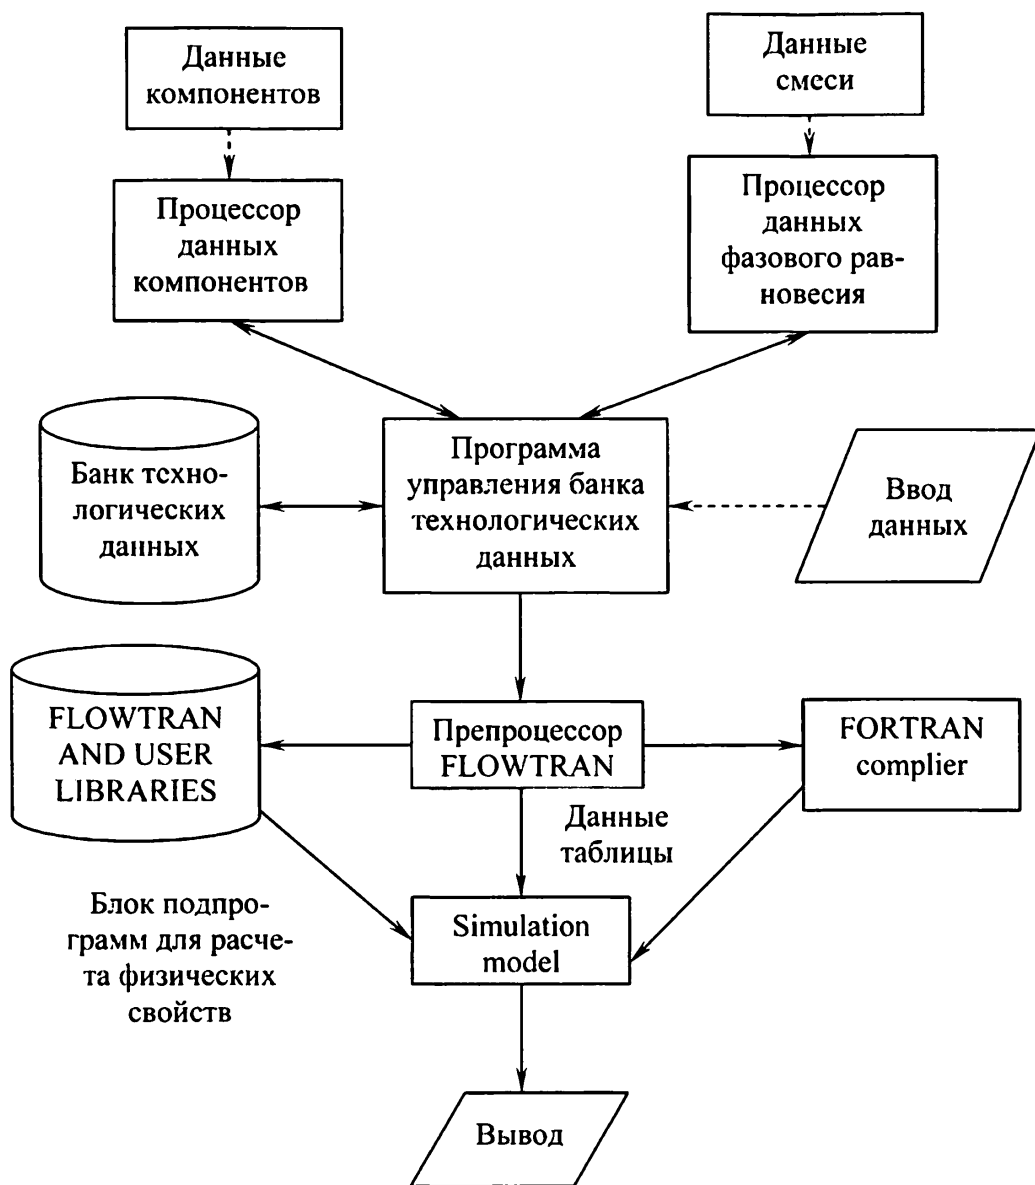 Данные
компонентов
Данные
смеси
Процессор
данных
компонентов
Процессор
данных
фазового рав-
новесия
Банк техно-
логических
данных
Программа
управления банка
технологических
данных
Ввод
данных
FLOWTRAN
AND USER
LIBRARIES
Препроцессор
FLOWTRAN
FORTRAN
complier
Данные
таблицы
Блок подпро-
грамм для расче-
та физических
свойств
Simulation
model
Вывод